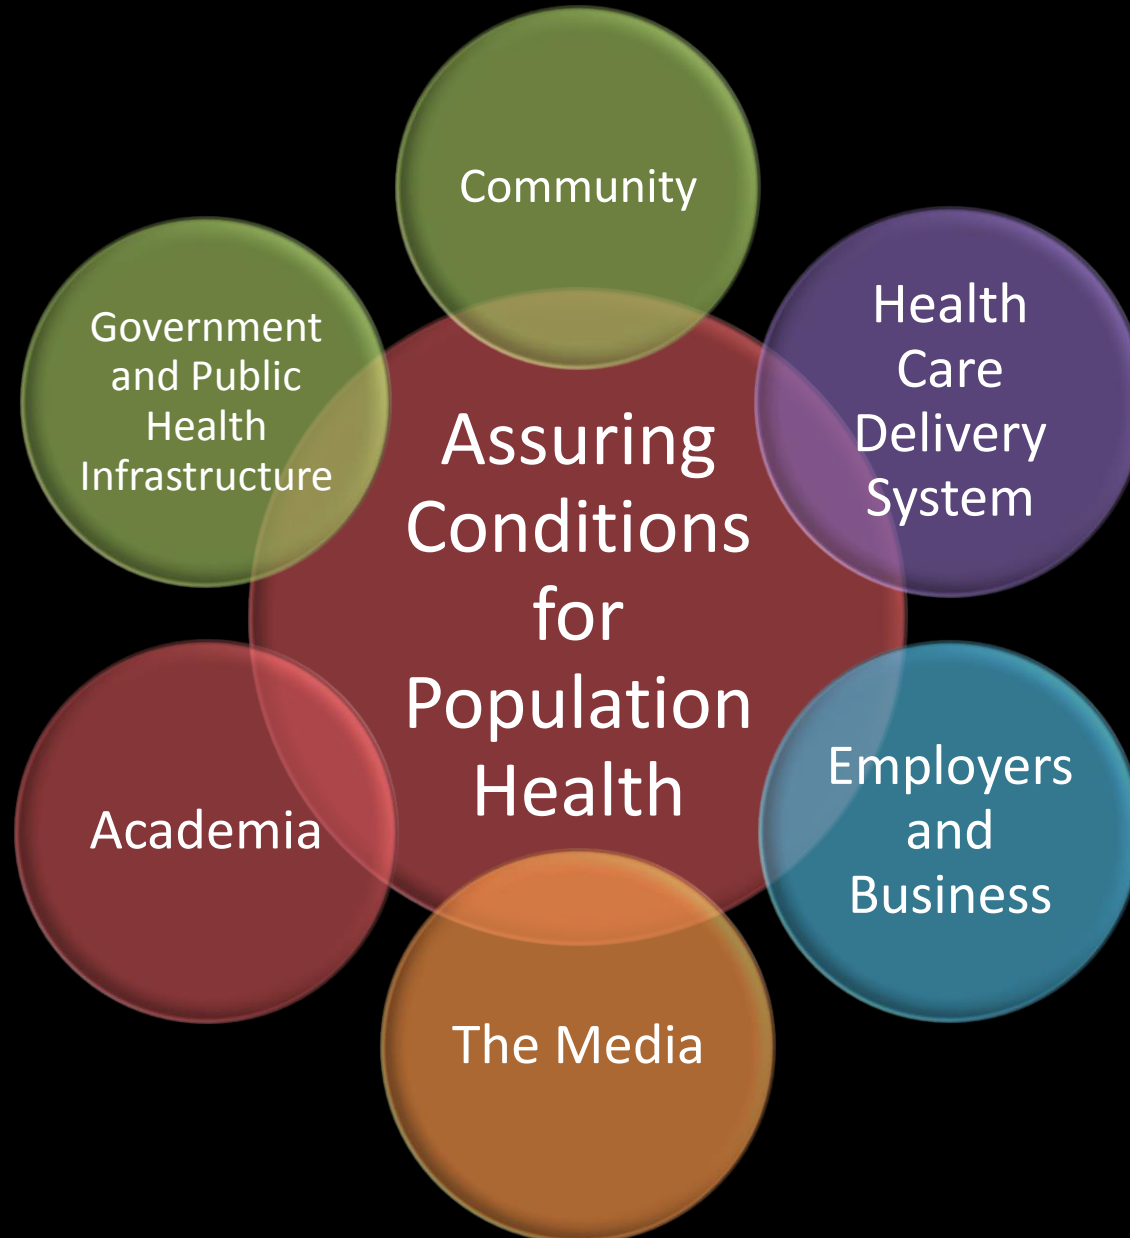 Community
Health
Care
Delivery
System
Employers
and
Business
The Media
Academia
Government
and Public
Health
Infrastructure
Assuring
Conditions
for
Population
Health